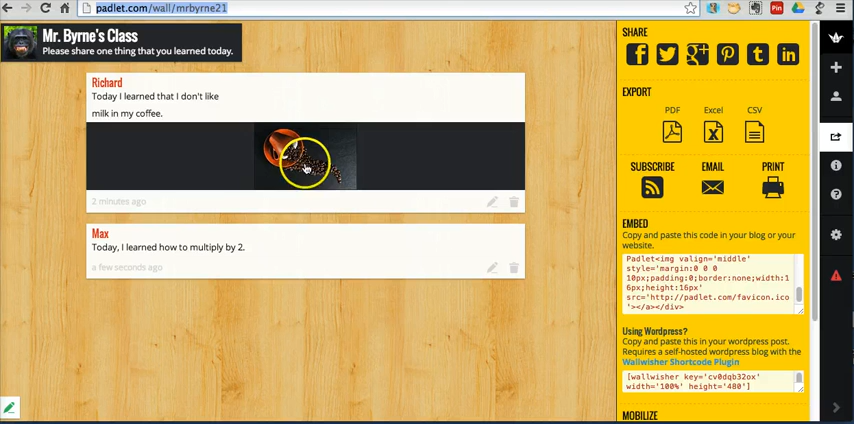 padlet.com/wall/mrbyrne21
Mr. Byrne's Class
Please share one thing that you learned today.
Richard
Today I learned that I don't like
milk in my coffee.
2 minutes ago
Max
Today, I learned how to multiply by 2.
a few seconds ago
SHARE
EXPORT
PDF Excel CSV
SUBSCRIBE EMAIL PRINT
EMBED
Copy and paste this code in your blog or your
website.
Padlet<img valign='middle'
style='margin:0 0 0
10px;padding:0;border:none;width:1
6px;height:16px'
src='http://padlet.com/favicon.ico
'></a></div>
Using Wordpress?
Copy and paste this in your wordpress post.
Requires a self-hosted wordpress blog with the
Wallwisher Shortcode Plugin
[wallwisher key='cv0dqb32ox'
width='100%' height='480']
MOBILIZE